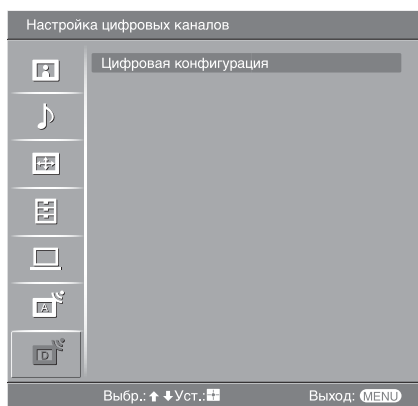 Настройка цифровых каналов
Цифровая конфигурация
A
D
Выбр.: ↑ ↓ Уст.: Выход: MENU